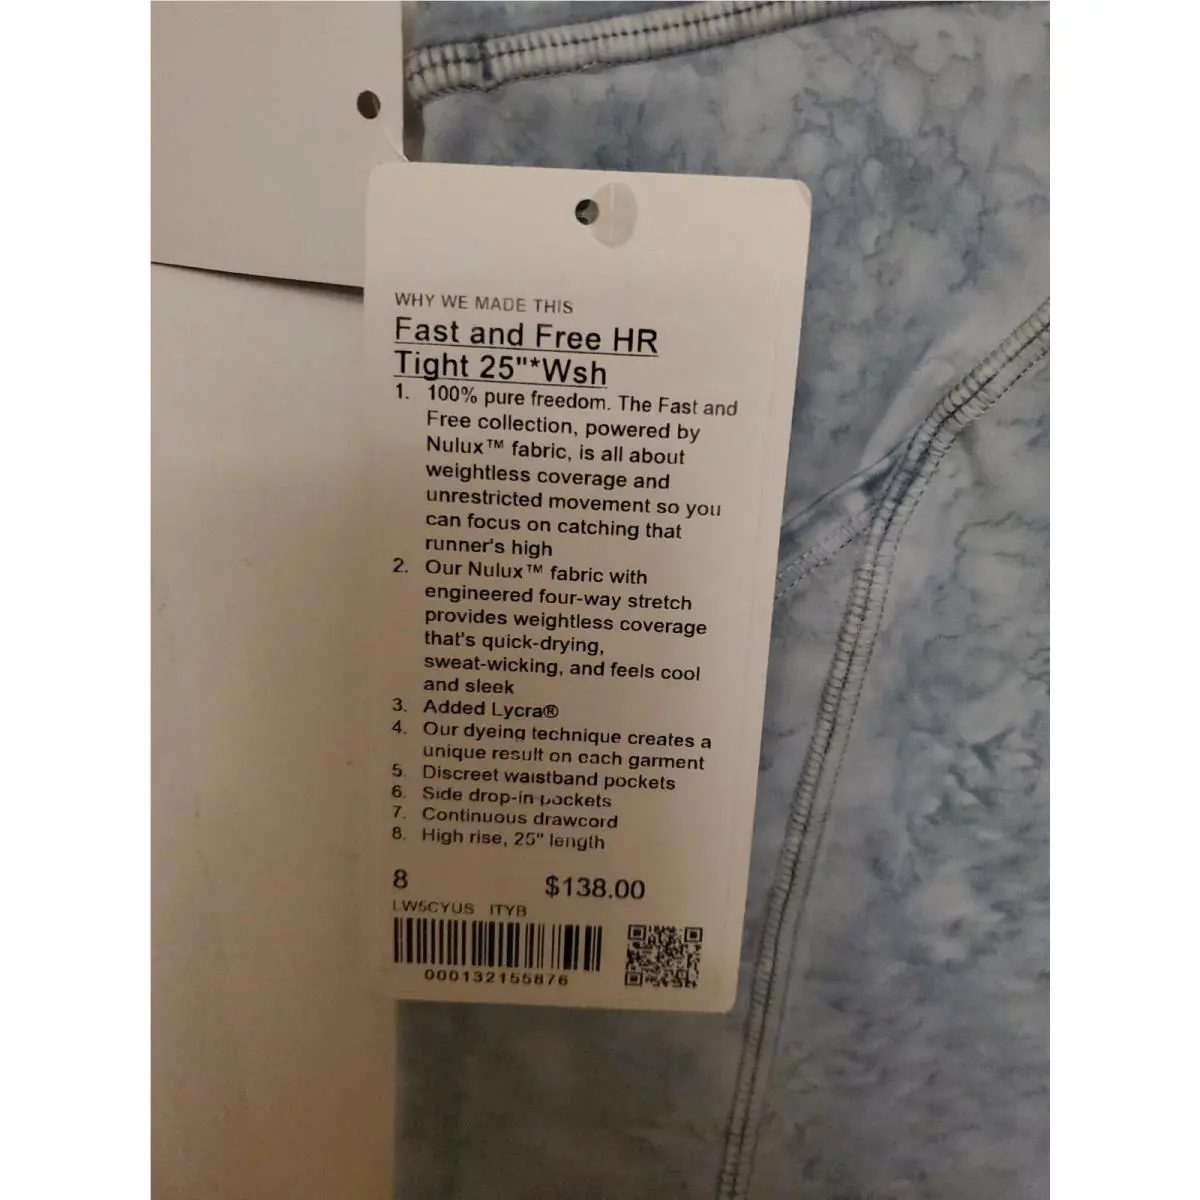 WHY WE MADE THIS
Fast and Free HR
Tight 25"*Wsh
1. 100% pure freedom. The Fast and
Free collection, powered by
Nulux™ fabric, is all about
weightless coverage and
unrestricted movement so you
can focus on catching that
runner's high
2. Our Nulux™ fabric with
engineered four-way stretch
provides weightless coverage
that's quick-drying,
sweat-wicking, and feels cool
and sleek
3. Added Lycra®
4. Our dyeing technique creates a
unique result on each garment
5. Discreet waistband pockets
6. Side drop-in pockets
7. Continuous drawcord
8. High rise, 25" length
8 $138.00
LW5CYUS ITYB
000132155876